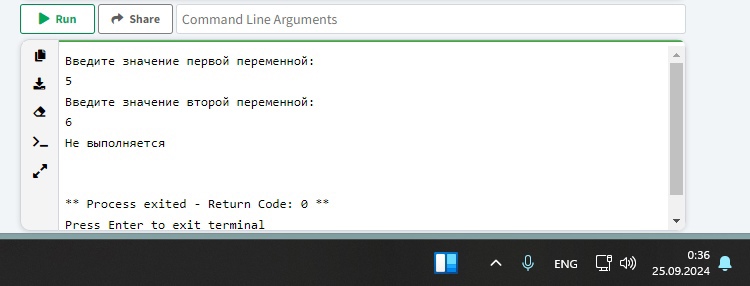 Run Share Command Line Arguments
Введите значение первой переменной:
5
Введите значение второй переменной:
6
Не выполняется
** Process exited - Return Code: 0 **
Press Enter to exit terminal
ENG 0:36
25.09.2024